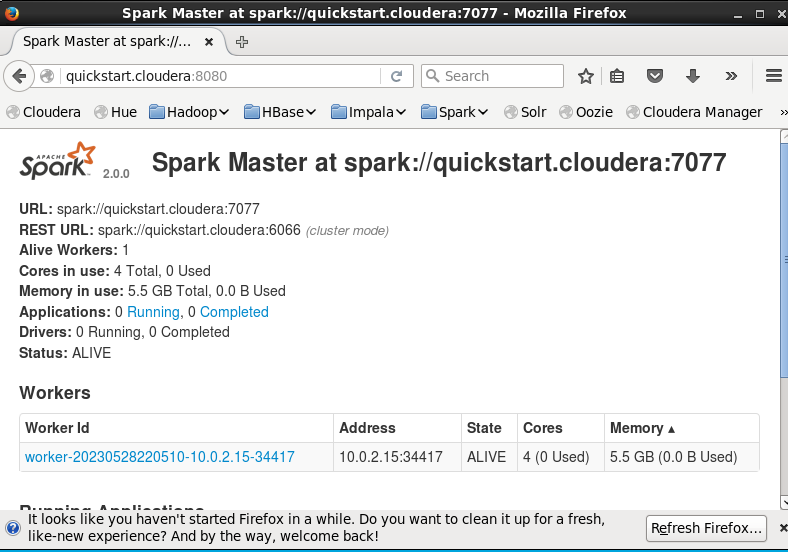 Spark Master at spark://quickstart.cloudera:7077 - Mozilla Firefox
Spark Master at spark://...
quickstart.cloudera:8080
Search
Cloudera Hue Hadoop HBase Impala Spark Solr Oozie Cloudera Manager
APACHE
Spark 2.0.0
Spark Master at spark://quickstart.cloudera:7077
URL: spark://quickstart.cloudera:7077
REST URL: spark://quickstart.cloudera:6066 (cluster mode)
Alive Workers: 1
Cores in use: 4 Total, 0 Used
Memory in use: 5.5 GB Total, 0.0 B Used
Applications: 0 Running, 0 Completed
Drivers: 0 Running, 0 Completed
Status: ALIVE
Workers
Worker Id Address State Cores Memory ▴
worker-20230528220510-10.0.2.15-34417 10.0.2.15:34417 ALIVE 4 (0 Used) 5.5 GB (0.0 B Used)
Running Applications
It looks like you haven't started Firefox in a while. Do you want to clean it up for a fresh,
like-new experience? And by the way, welcome back!
Refresh Firefox...